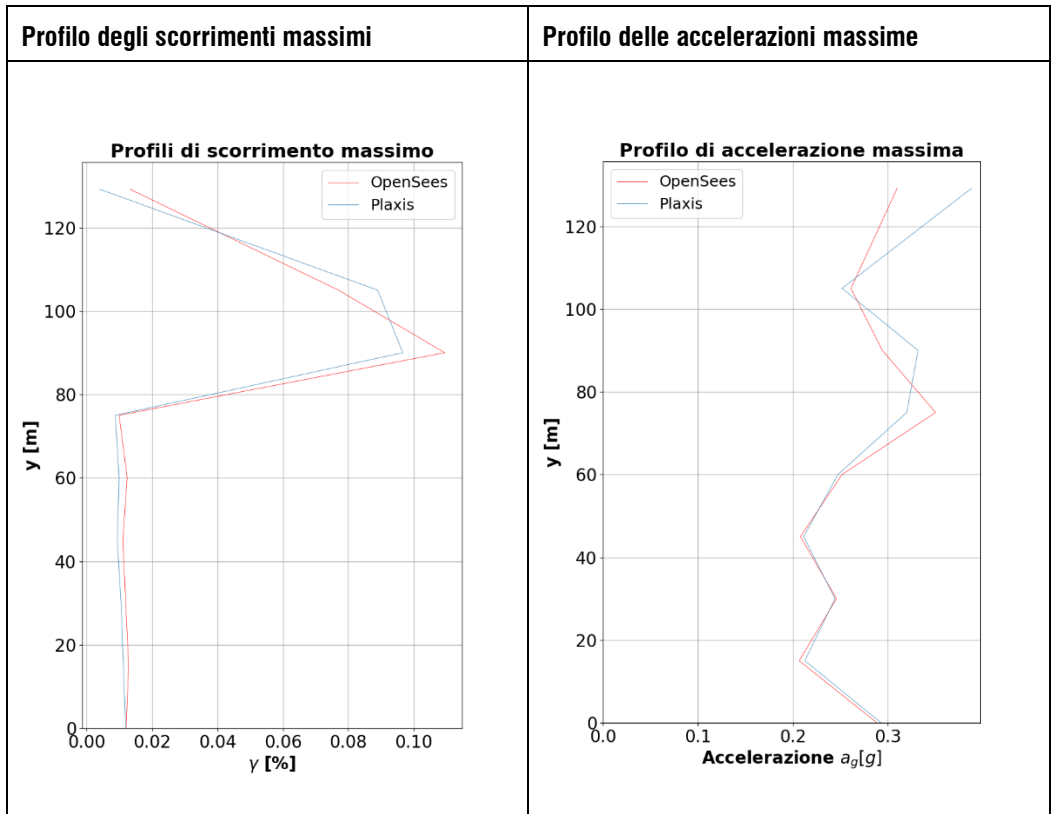 Profilo degli scorrimenti massimi
Profilo delle accelerazioni massime
Profili di scorrimento massimo
OpenSees
Plaxis
120
100
80
60
40
20
0
y [m]
0.00 0.02 0.04 0.06 0.08 0.10
γ [%]
Profilo di accelerazione massima
OpenSees
Plaxis
120
100
80
60
40
20
0
y [m]
0.0 0.1 0.2 0.3
Accelerazione a_g[g]